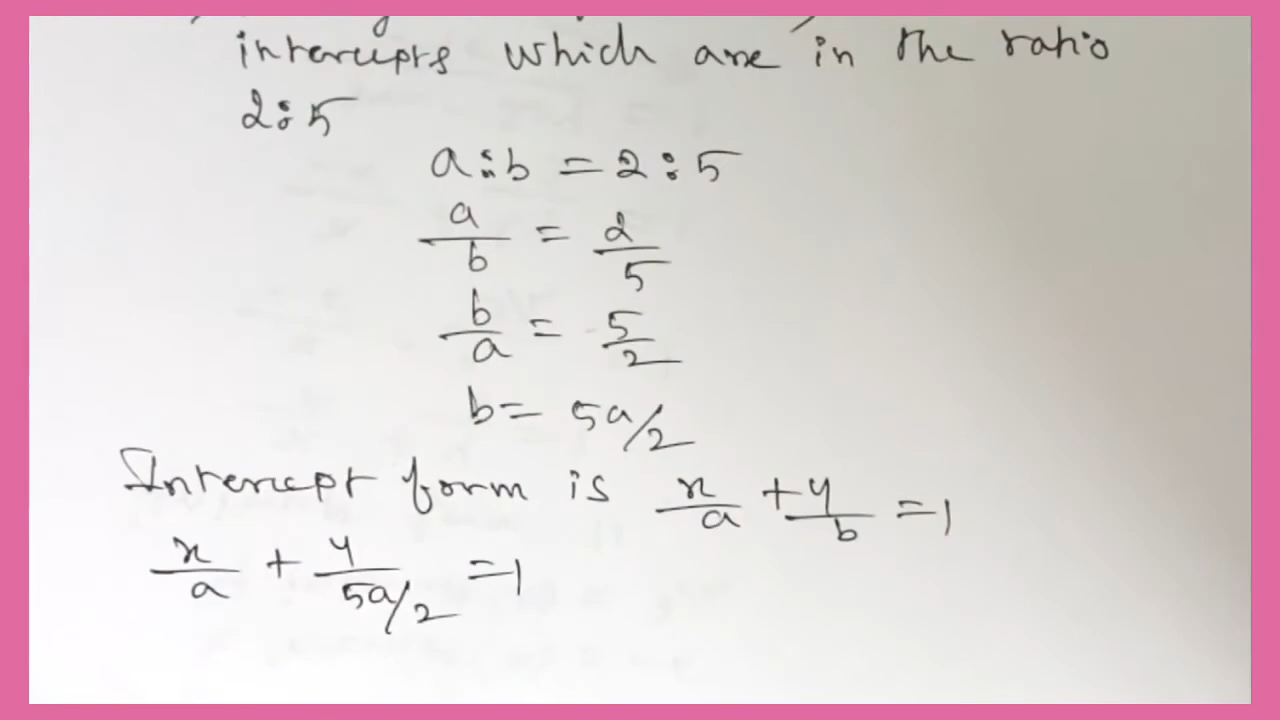 intercepts which are in the ratio
2:5
a:b = 2:5
a/b = 2/5
b/a = 5/2
b = 5a/2
Intercept form is x/a + y/b = 1
x/a + y/(5a/2) = 1